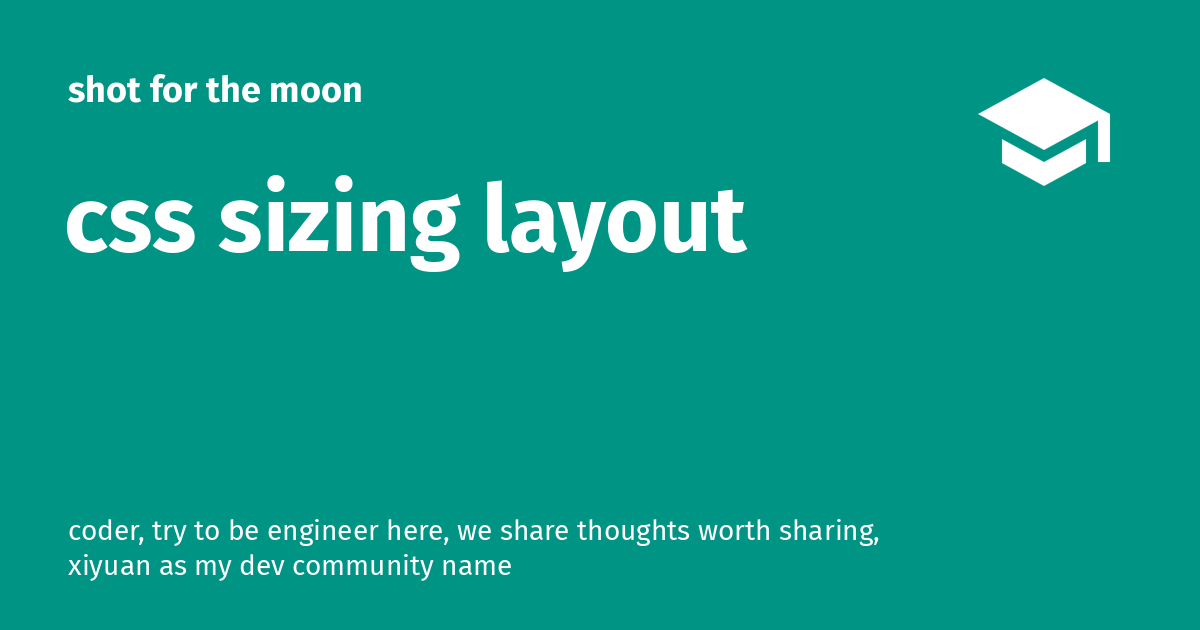 shot for the moon
css sizing layout
coder, try to be engineer here, we share thoughts worth sharing,
xiyuan as my dev community name